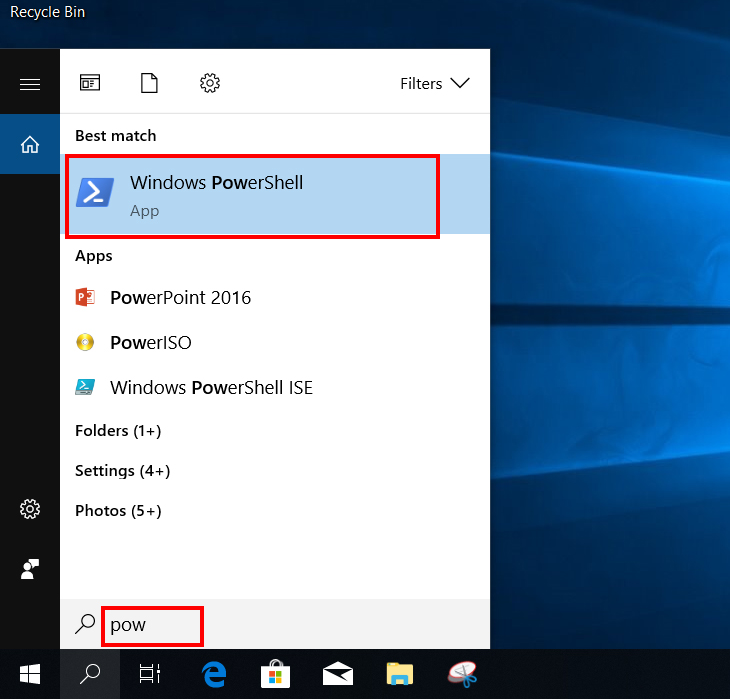 Recycle Bin
Filters
Best match
Windows PowerShell
App
Apps
PowerPoint 2016
PowerISO
Windows PowerShell ISE
Folders (1+)
Settings (4+)
Photos (5+)
pow